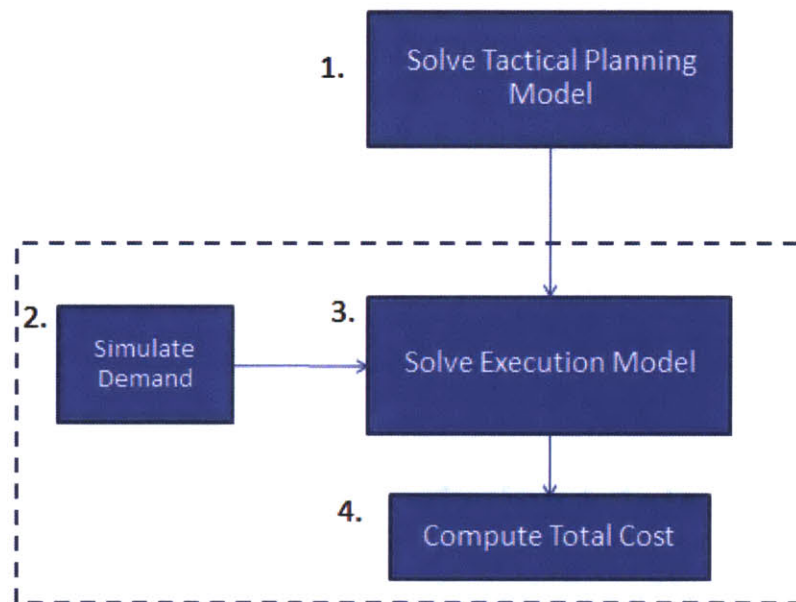 1.
Solve Tactical Planning
Model
2.
Simulate
Demand
3.
Solve Execution Model
4.
Compute Total Cost